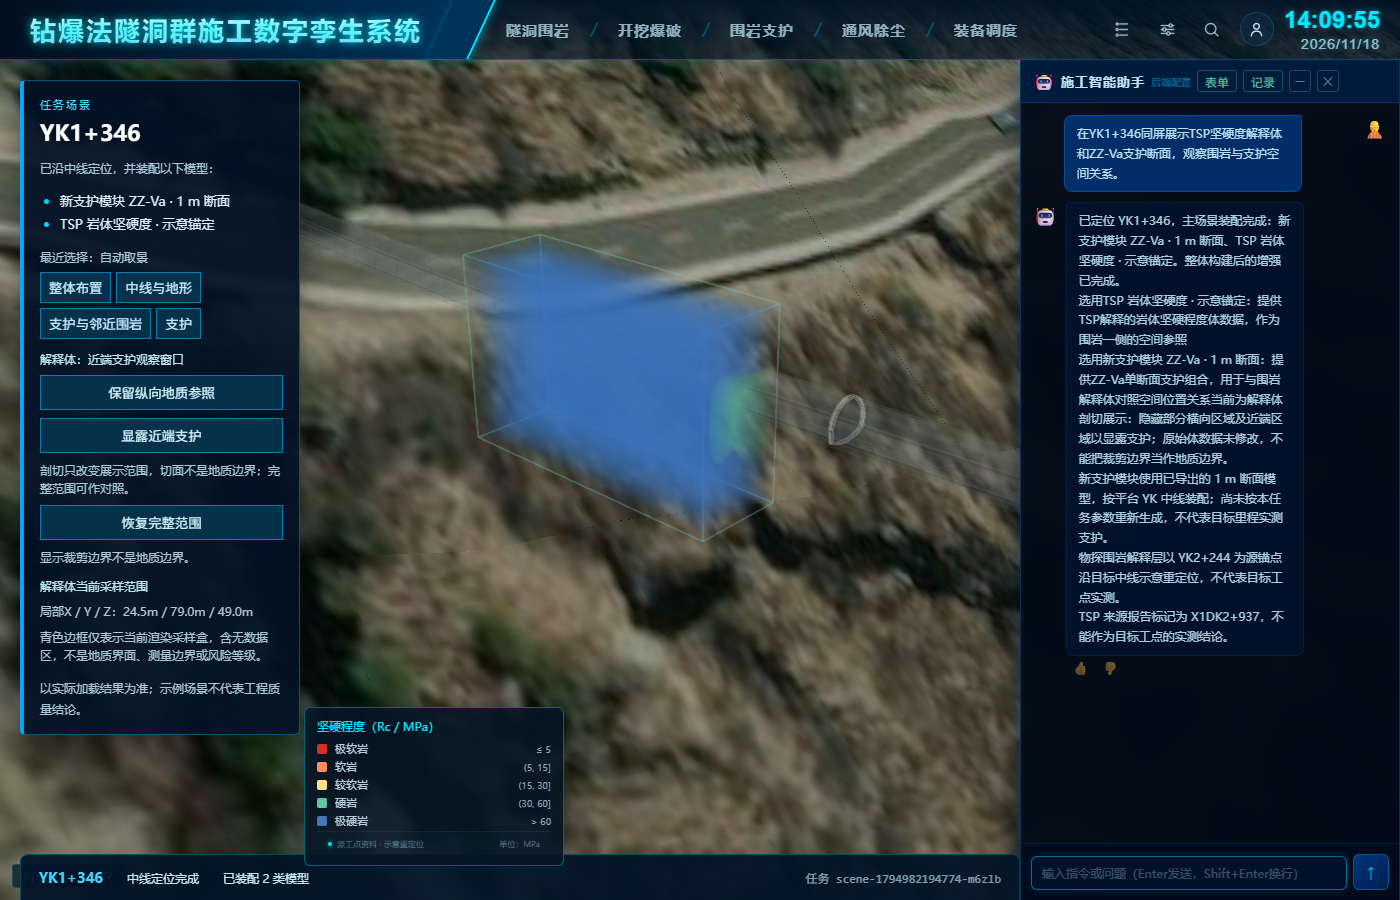 钻爆法隧洞群施工数字孪生系统
隧洞围岩 / 开挖爆破 / 围岩支护 / 通风除尘 / 装备调度
14:09:55
2026/11/18
任务场景
YK1+346
已沿中线定位，并装配以下模型：
新支护模块 ZZ-Va · 1 m 断面
TSP 岩体坚硬度 · 示意锚定
最近选择：自动取景
整体布置 中线与地形
支护与邻近围岩 支护
解释体：近端支护观察窗口
保留纵向地质参照
显露近端支护
剖切只改变展示范围，切面不是地质边界；完
整范围可作对照。
恢复完整范围
显示裁剪边界不是地质边界。
解释体当前采样范围
局部X / Y / Z：24.5m / 79.0m / 49.0m
青色边框仅表示当前渲染采样盒，含无数据
区，不是地质界面、测量边界或风险等级。
以实际加载结果为准；示例场景不代表工程质
量结论。
坚硬程度（Rc / MPa）
极软岩 ≤ 5
软岩 (5, 15]
较软岩 (15, 30]
硬岩 (30, 60]
极硬岩 > 60
源工点资料 · 示意重定位 单位：MPa
YK1+346 中线定位完成 已装配 2 类模型 任务 scene-1794982194774-m6zlb
施工智能助手 后端配置 表单 记录
在YK1+346同屏展示TSP坚硬度解释体
和ZZ-Va支护断面，观察围岩与支护空
间关系。
已定位 YK1+346，主场景装配完成：新
支护模块 ZZ-Va · 1 m 断面、TSP 岩体
坚硬度 · 示意锚定。整体构建后的增强
已完成。
选用TSP 岩体坚硬度 · 示意锚定：提供
TSP解释的岩体坚硬程度体数据，作为
围岩一侧的空间参照
选用新支护模块 ZZ-Va · 1 m 断面：提
供ZZ-Va单断面支护组合，用于与围岩
解释体对照空间位置关系当前为解释体
剖切展示：隐藏部分横向区域及近端区
域以显露支护；原始体数据未修改，不
能把裁剪边界当作地质边界。
新支护模块使用已导出的 1 m 断面模
型，按平台 YK 中线装配；尚未按本任
务参数重新生成，不代表目标里程实测
支护。
物探围岩解释层以 YK2+244 为源锚点
沿目标中线示意重定位，不代表目标工
点实测。
TSP 来源报告标记为 X1DK2+937，不
能作为目标工点的实测结论。
输入指令或问题（Enter发送，Shift+Enter换行）